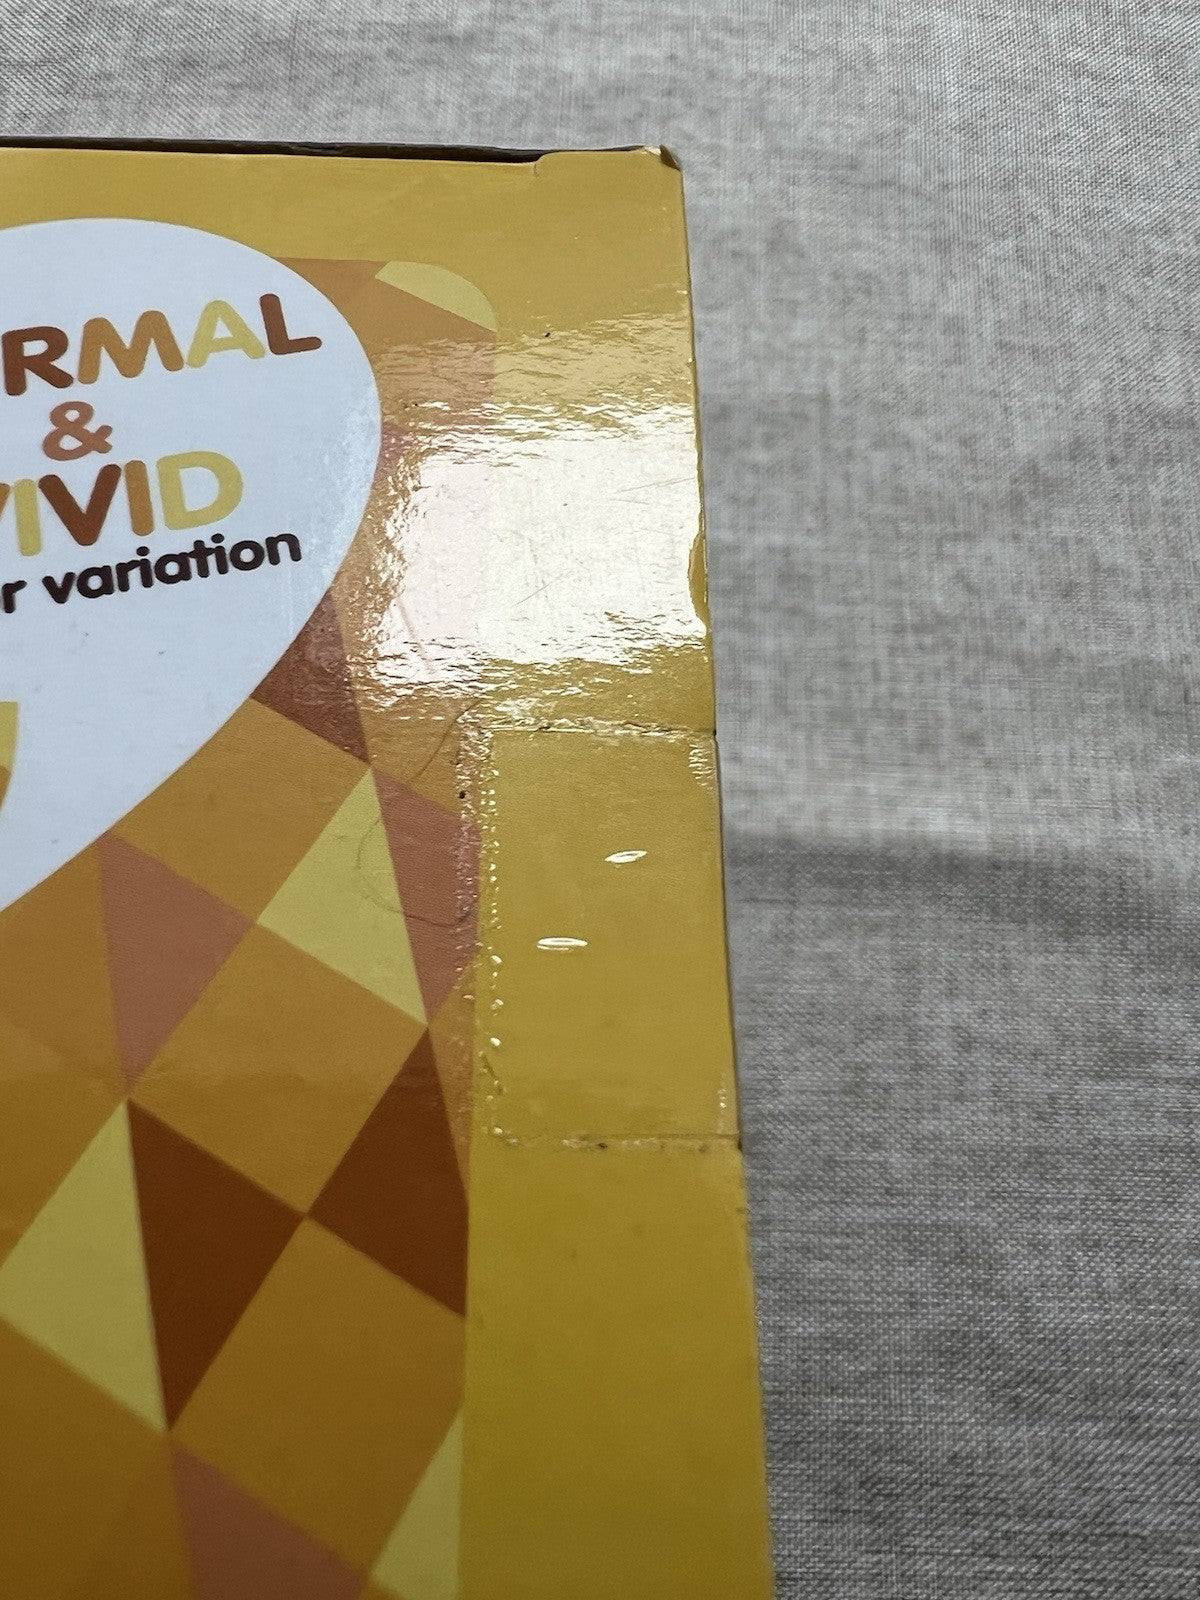 RMAL
&
VIVID
r variation